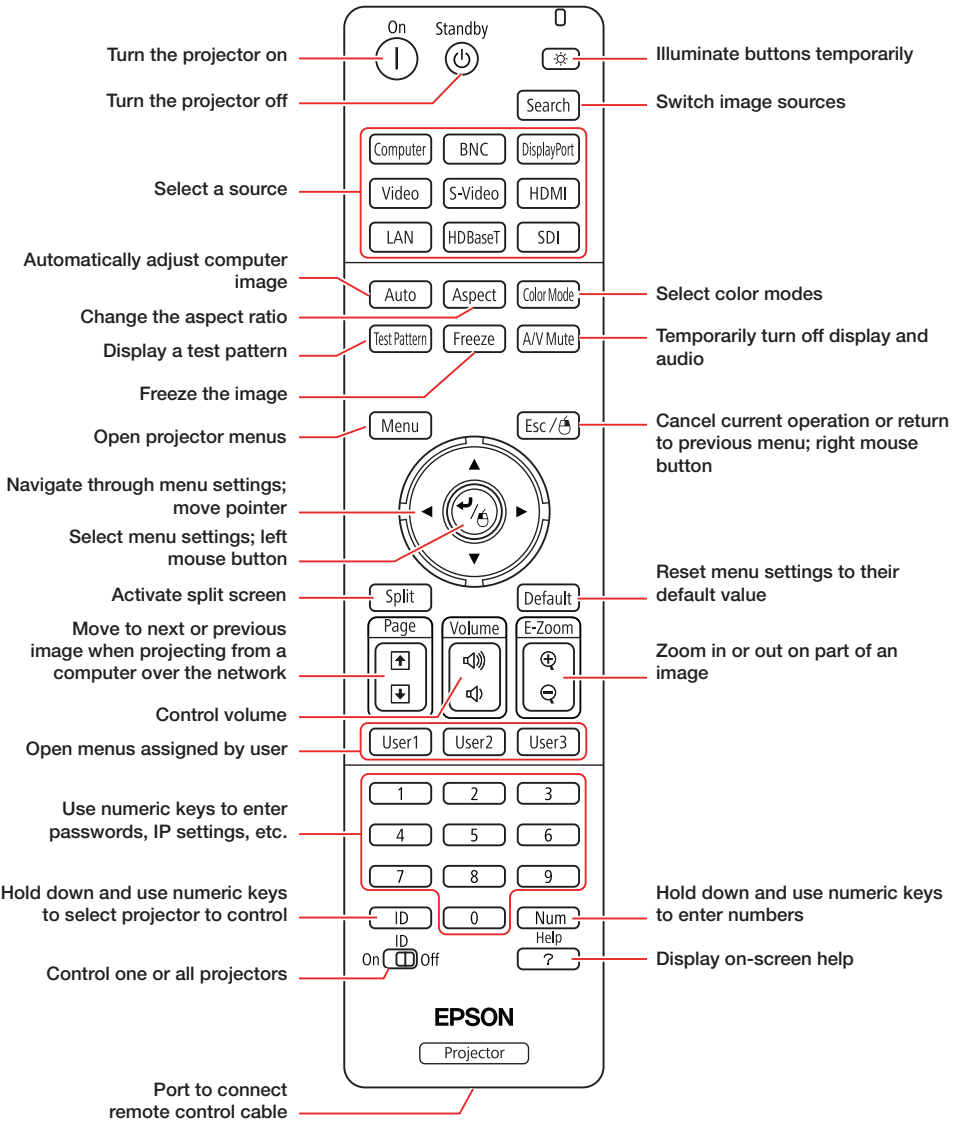 On
Standby
Turn the projector on
Illuminate buttons temporarily
Turn the projector off
Search
Switch image sources
Computer
BNC
DisplayPort
Select a source
Video
S-Video
HDMI
LAN
HDBaseT
SDI
Automatically adjust computer
image
Auto
Aspect
Color Mode
Select color modes
Change the aspect ratio
Test Pattern
Freeze
A/V Mute
Temporarily turn off display and
audio
Display a test pattern
Freeze the image
Menu
Esc /
Cancel current operation or return
to previous menu; right mouse
button
Open projector menus
Navigate through menu settings;
move pointer
Select menu settings; left
mouse button
Reset menu settings to their
default value
Activate split screen
Split
Default
Page
Volume
E-Zoom
Move to next or previous
image when projecting from a
computer over the network
Zoom in or out on part of an
image
Control volume
Open menus assigned by user
User1
User2
User3
1
2
3
Use numeric keys to enter
passwords, IP settings, etc.
4
5
6
7
8
9
Hold down and use numeric keys
to select projector to control
ID
0
Num
Hold down and use numeric keys
to enter numbers
ID
On
Off
Help
?
Display on-screen help
Control one or all projectors
EPSON
Projector
Port to connect
remote control cable